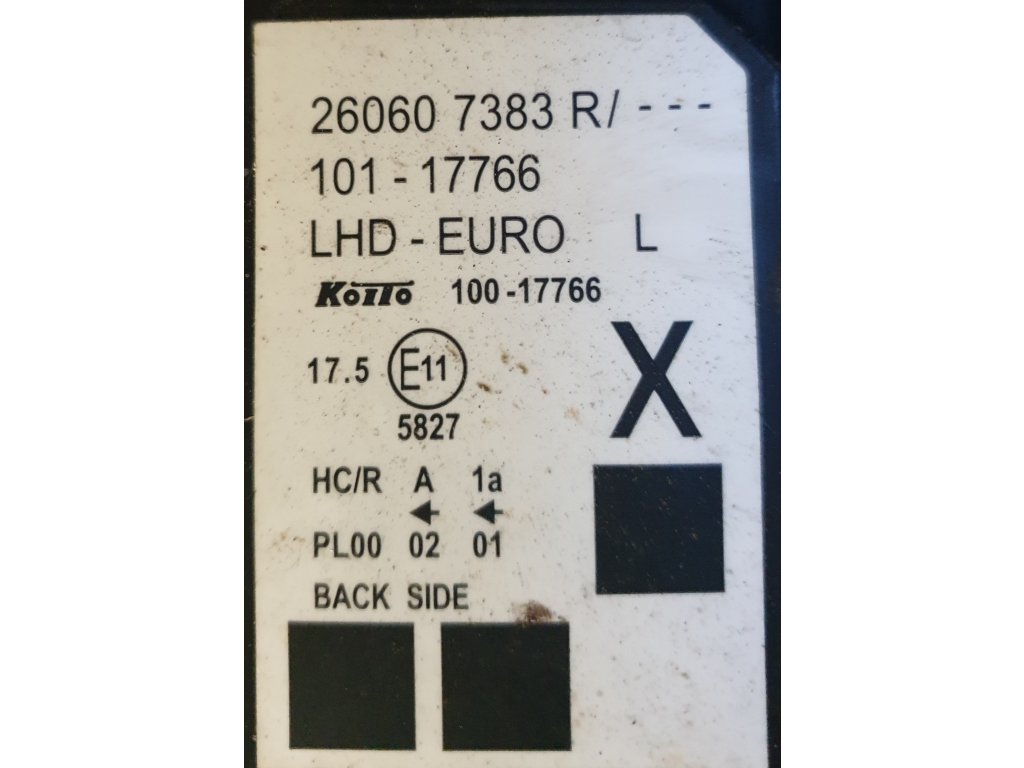 26060 7383 R/ - - -
101 - 17766
LHD - EURO L
KOITO 100 -17766
17.5 E11
5827
X
HC/R A 1a
PL00 02 01
BACK SIDE